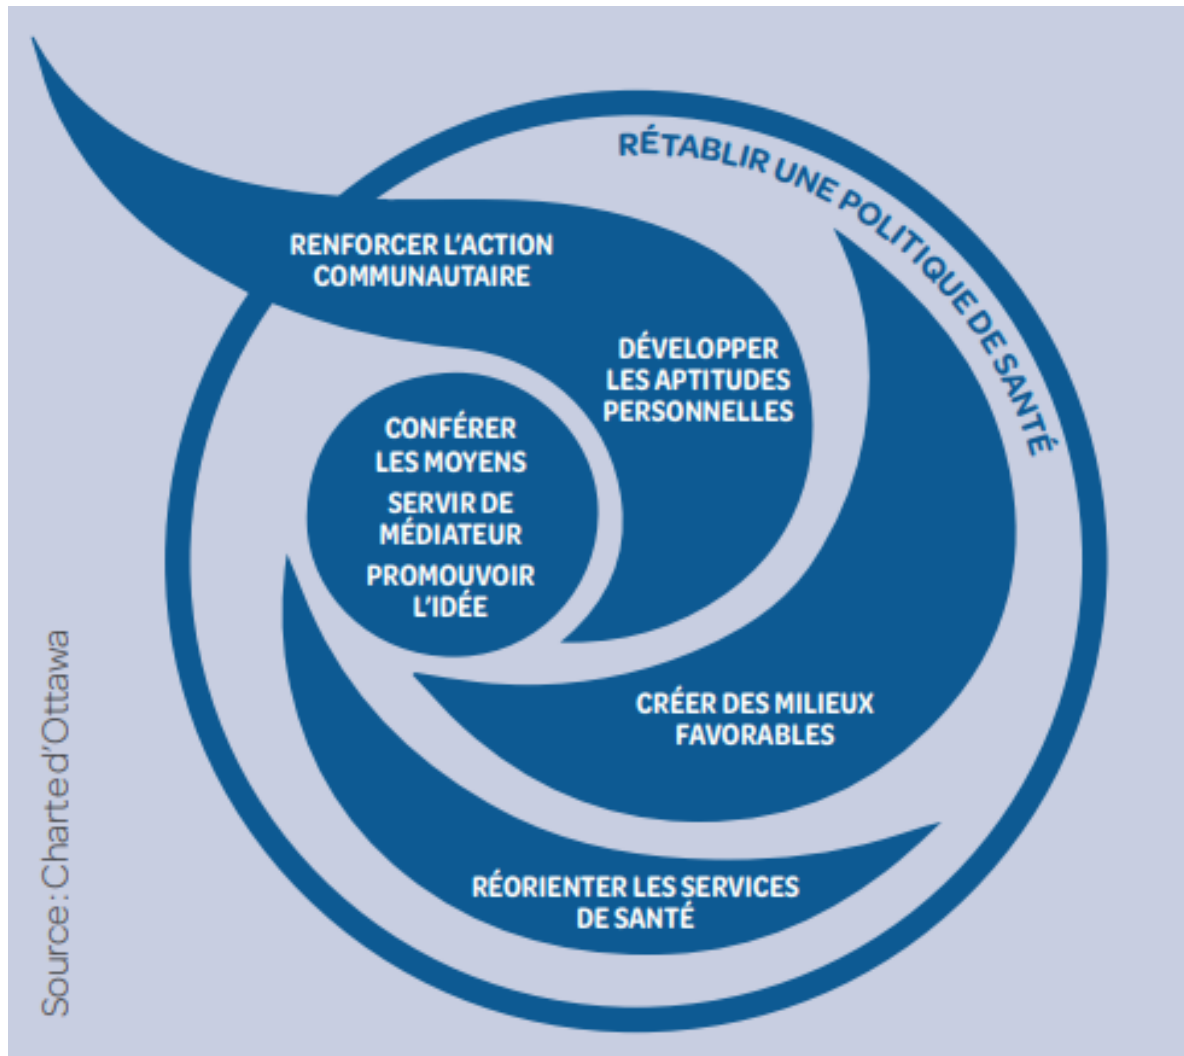 RÉTABLIR UNE POLITIQUE DE SANTÉ
RENFORCER L'ACTION
COMMUNAUTAIRE
DÉVELOPPER
LES APTITUDES
PERSONNELLES
CONFÉRER
LES MOYENS
SERVIR DE
MÉDIATEUR
PROMOUVOIR
L'IDÉE
CRÉER DES MILIEUX
FAVORABLES
RÉORIENTER LES SERVICES
DE SANTÉ
Source: Charte d'Ottawa